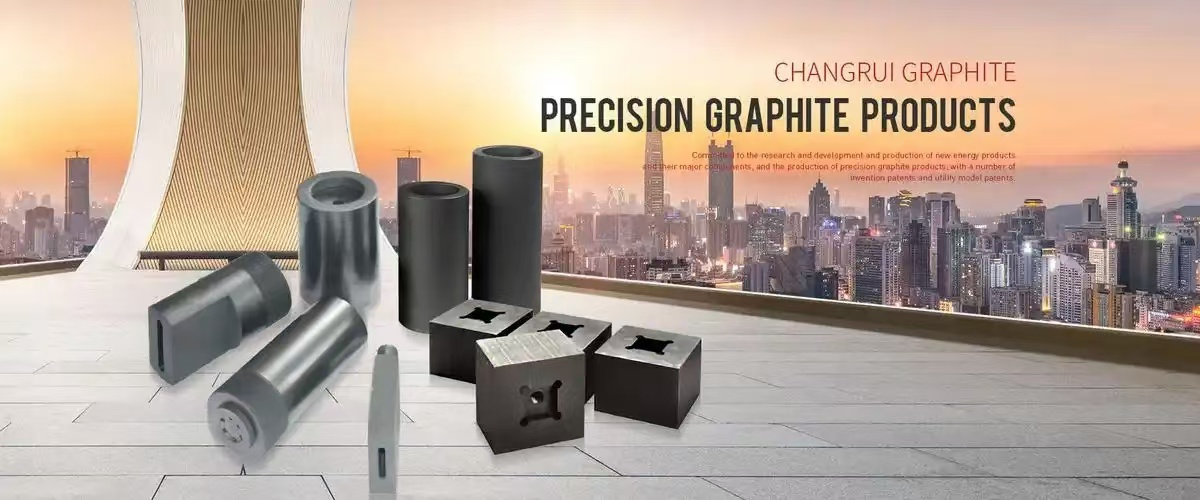 CHANGRUI GRAPHITE
PRECISION GRAPHITE PRODUCTS
Committed to the research and development and production of new energy products
and their major components, and the production of precision graphite products, with a number of
invention patents and utility model patents.